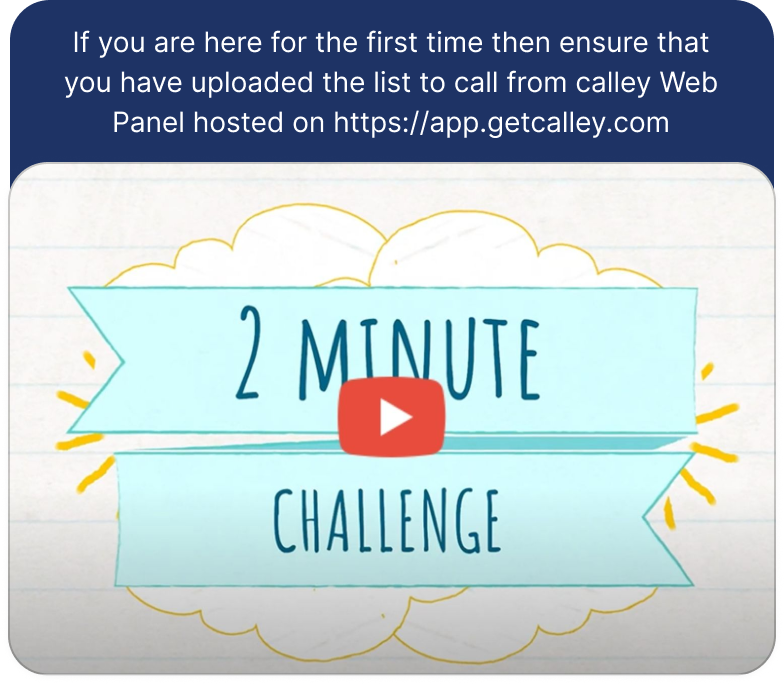 If you are here for the first time then ensure that
you have uploaded the list to call from calley Web
Panel hosted on https://app.getcalley.com
2 MINUTE
CHALLENGE